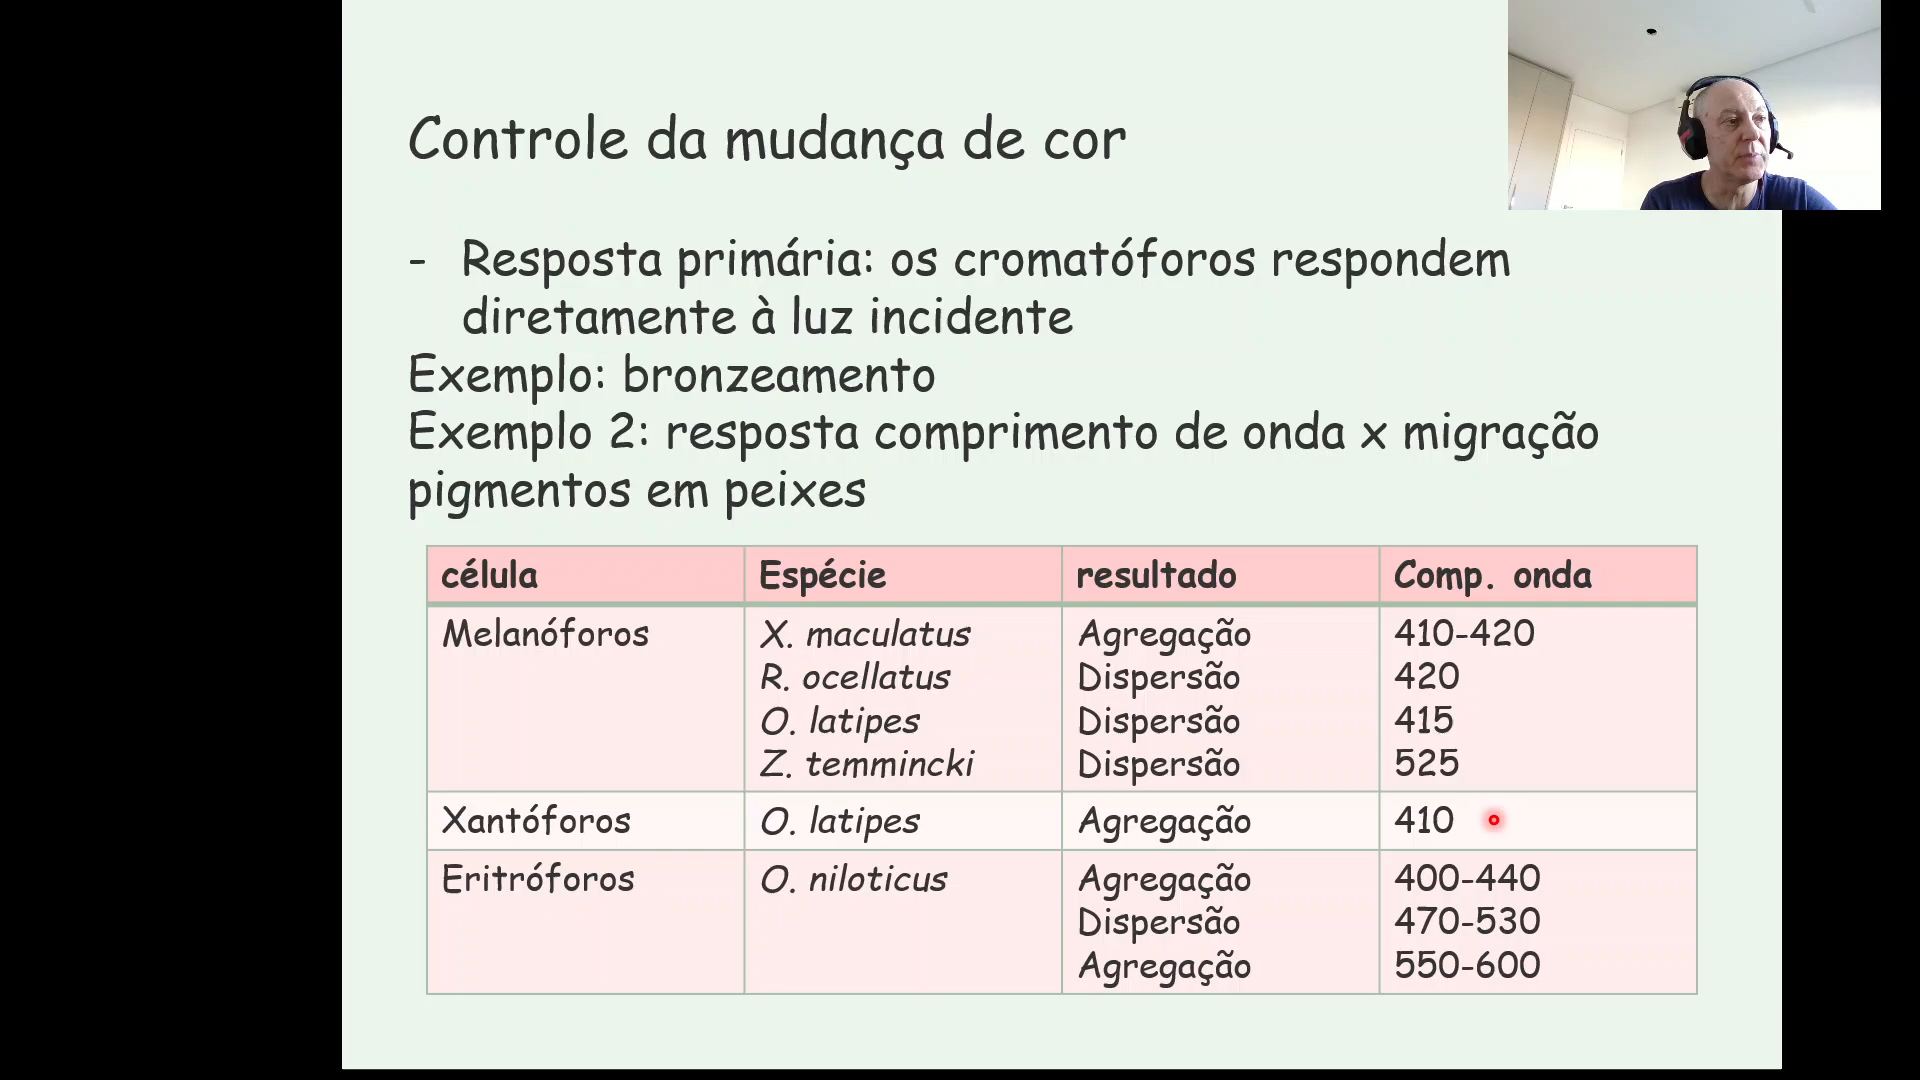 Controle da mudança de cor
- Resposta primária: os cromatóforos respondem
diretamente à luz incidente
Exemplo: bronzeamento
Exemplo 2: resposta comprimento de onda x migração
pigmentos em peixes
célula Espécie resultado Comp. onda
Melanóforos X. maculatus Agregação 410-420
R. ocellatus Dispersão 420
O. latipes Dispersão 415
Z. temmincki Dispersão 525
Xantóforos O. latipes Agregação 410
Eritróforos O. niloticus Agregação 400-440
Dispersão 470-530
Agregação 550-600